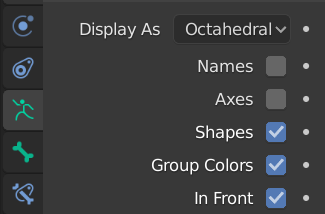 Display As Octahedral
Names
Axes
Shapes
Group Colors
In Front